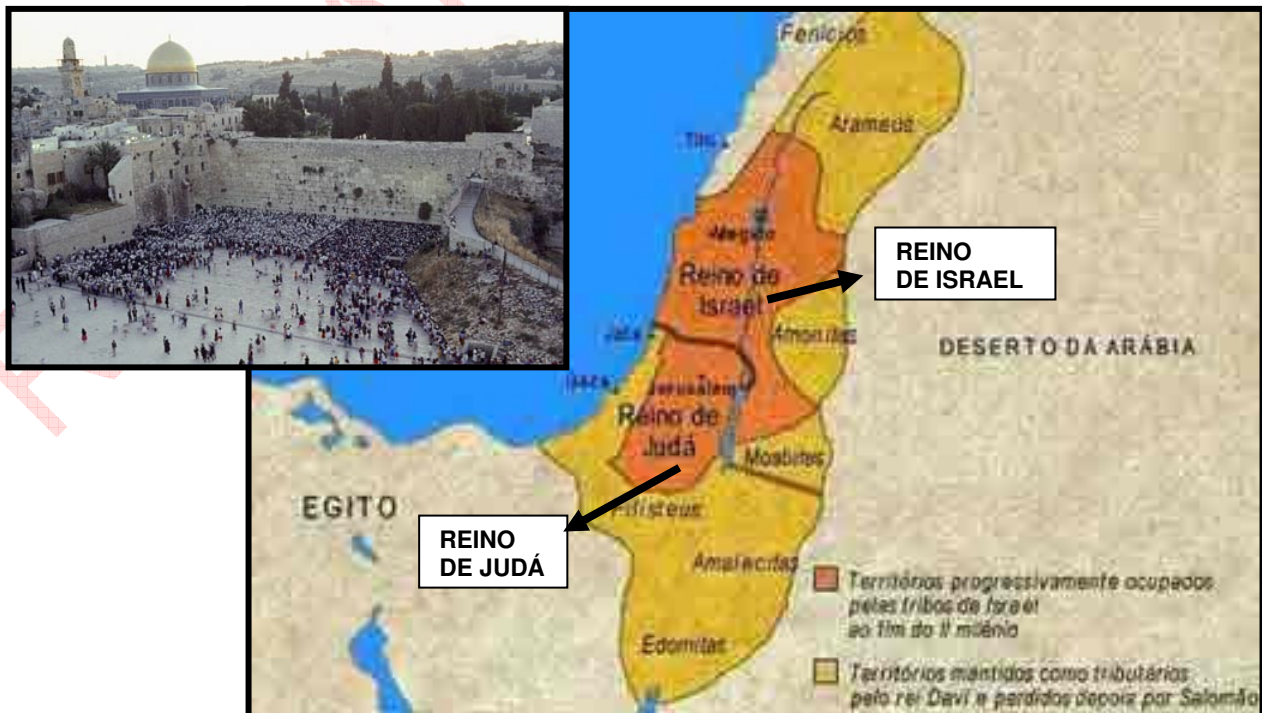 Fenícios
Arameos
Tiro
Megido
Reino de
Israel
REINO
DE ISRAEL
Amonitas
DESERTO DA ARÁBIA
Jerusalém
Reino de
Judá
Moabitas
EGITO
Filisteus
REINO
DE JUDÁ
Amalecitas
Edomitas
Territórios progressivamente ocupados
pelas tribos de Israel
ao fim do II milênio
Territórios mantidos como tributários
pelo rei Davi e perdidos depois por Salomão